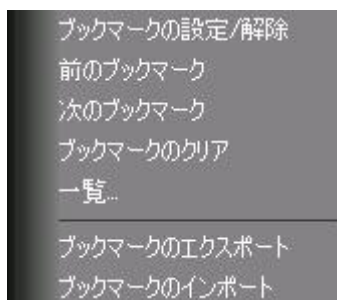 ブックマークの設定/解除
前のブックマーク
次のブックマーク
ブックマークのクリア
一覧...
ブックマークのエクスポート
ブックマークのインポート